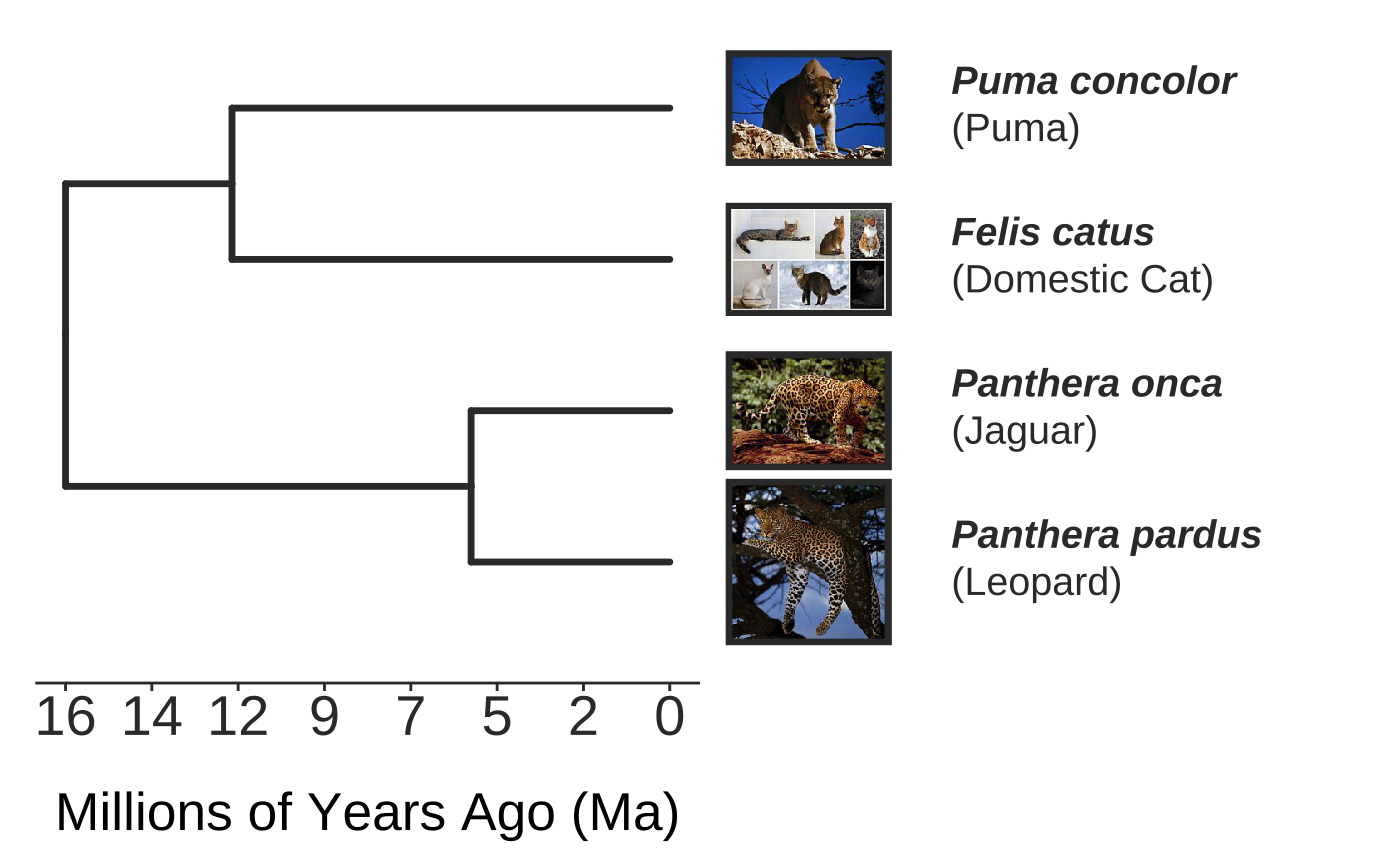 Puma concolor
(Puma)
Felis catus
(Domestic Cat)
Panthera onca
(Jaguar)
Panthera pardus
(Leopard)
16 14 12 9 7 5 2 0
Millions of Years Ago (Ma)